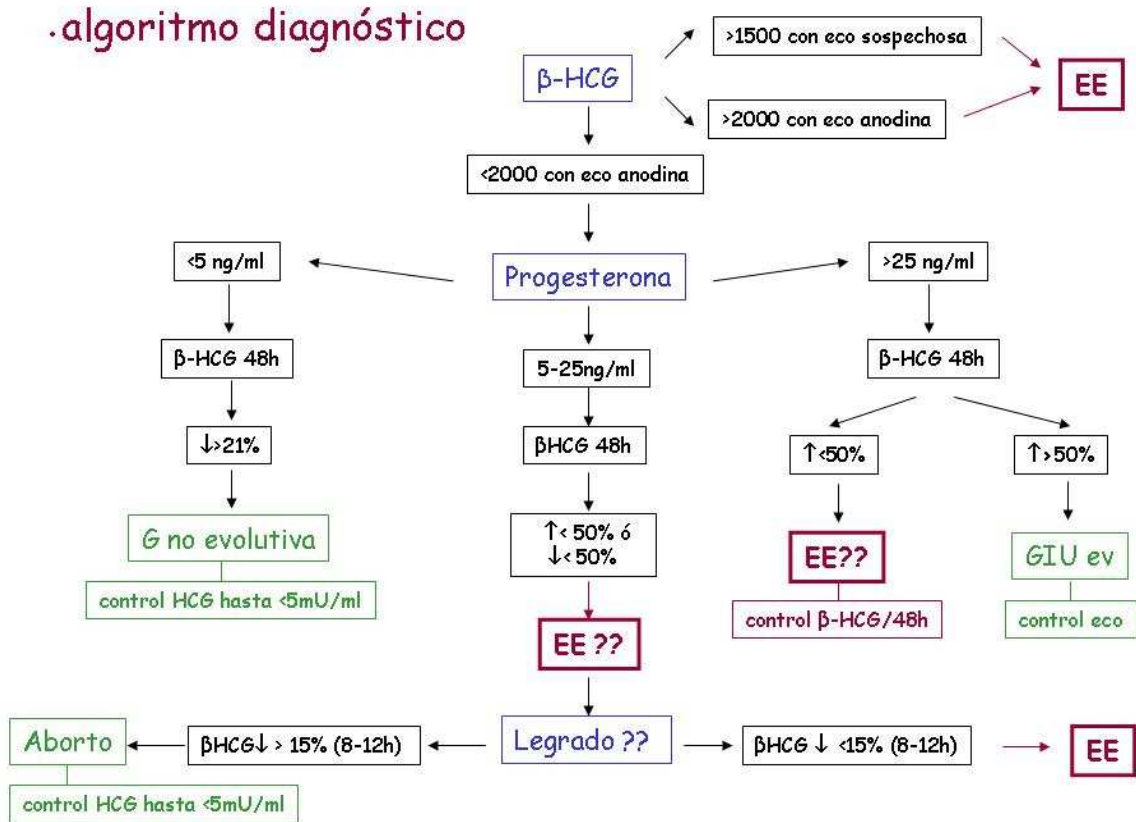 .algoritmo diagnóstico
β-HCG
>1500 con eco sospechosa
>2000 con eco anodina
EE
<2000 con eco anodina
<5 ng/ml
Progesterona
>25 ng/ml
β-HCG 48h
5-25ng/ml
β-HCG 48h
↓>21%
βHCG 48h
↑<50%
↑>50%
G no evolutiva
control HCG hasta <5mU/ml
↑< 50% ó
↓< 50%
EE??
control β-HCG/48h
GIU ev
control eco
EE ??
Aborto
βHCG↓ > 15% (8-12h)
Legrado ??
βHCG ↓ <15% (8-12h)
EE
control HCG hasta <5mU/ml